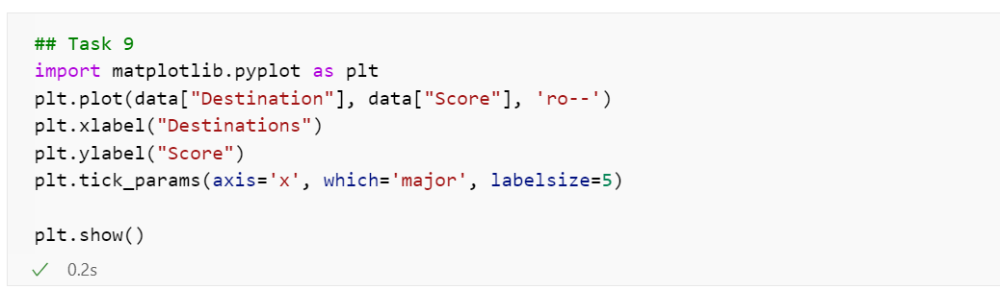 ## Task 9
import matplotlib.pyplot as plt
plt.plot(data["Destination"], data["Score"], 'ro--')
plt.xlabel("Destinations")
plt.ylabel("Score")
plt.tick_params(axis='x', which='major', labelsize=5)
plt.show()
✓ 0.2s